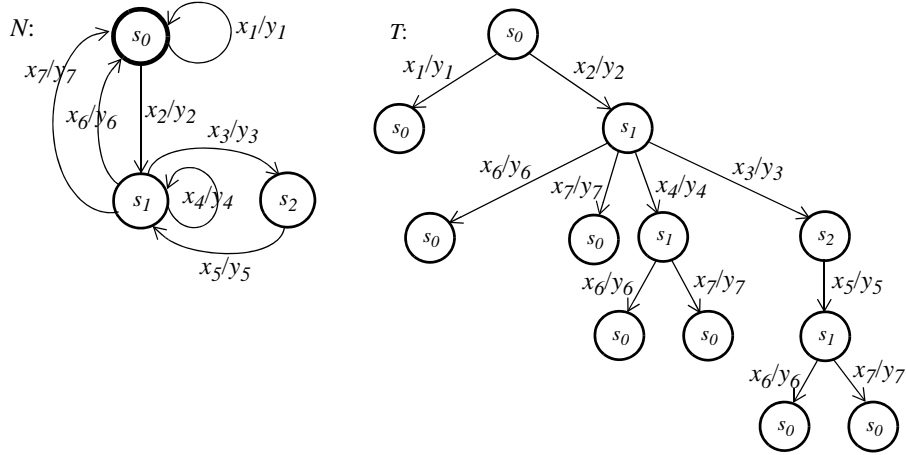 N:
s0
x1/y1
x7/y7
x6/y6
x2/y2
x3/y3
s1
x4/y4
s2
x5/y5
T:
s0
x1/y1
x2/y2
s0
s1
x6/y6
x7/y7
x4/y4
x3/y3
s0
s0
s1
s2
x6/y6
x7/y7
x5/y5
s0
s0
s1
x6/y6
x7/y7
s0
s0